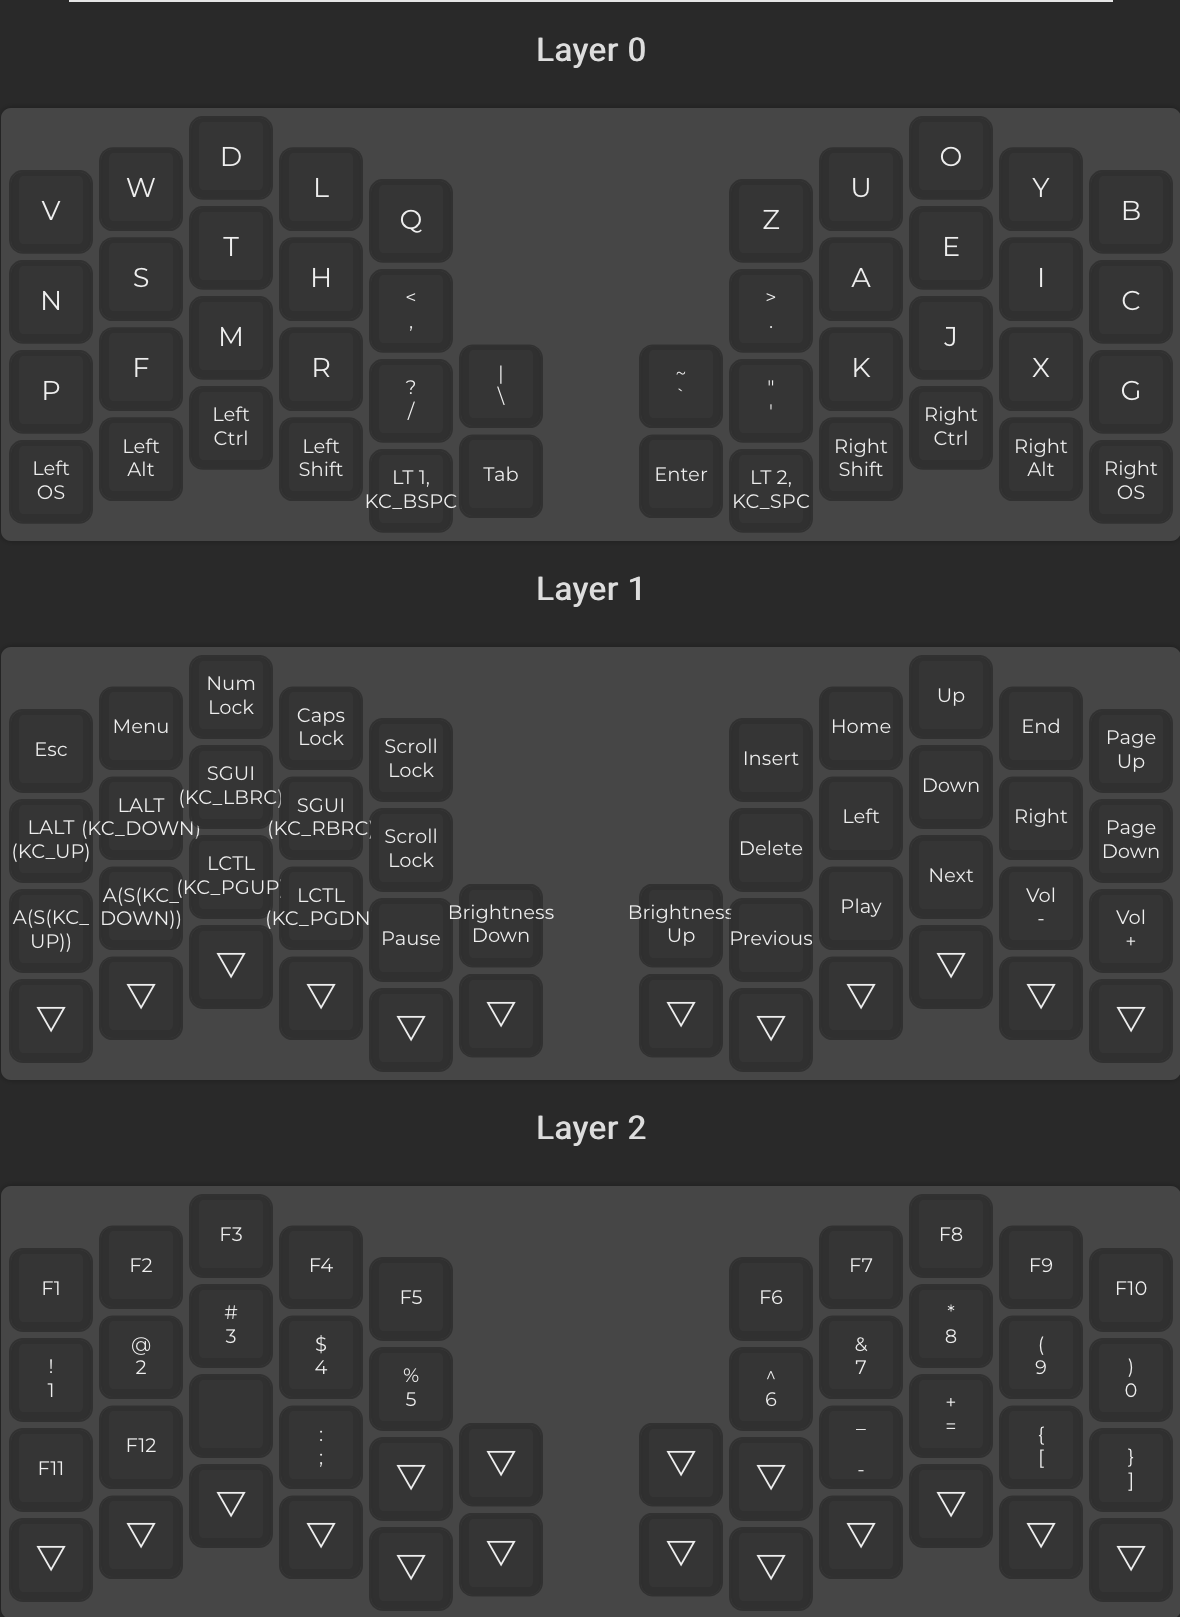 Layer 0
V
W
D
L
Q
Z
U
O
Y
B
N
S
T
H
<
,
>
.
A
E
I
C
P
F
M
R
?
/
|
\
~
`
"
'
K
J
X
G
Left
OS
Left
Alt
Left
Ctrl
Left
Shift
LT 1,
KC_BSPC
Tab
Enter
LT 2,
KC_SPC
Right
Shift
Right
Ctrl
Right
Alt
Right
OS
Layer 1
Esc
Menu
Num
Lock
Caps
Lock
Scroll
Lock
Insert
Home
Up
End
Page
Up
LALT
(KC_UP)
LALT
(KC_DOWN)
SGUI
(KC_LBRC)
SGUI
(KC_RBRC)
Scroll
Lock
Delete
Left
Down
Right
Page
Down
A(S(KC_
UP))
A(S(KC_
DOWN))
LCTL
(KC_PGUP)
LCTL
(KC_PGDN
Pause
Brightness
Down
Brightness
Up
Previous
Play
Next
Vol
-
Vol
+
Layer 2
F1
F2
F3
F4
F5
F6
F7
F8
F9
F10
!
1
@
2
#
3
$
4
%
5
^
6
&
7
*
8
(
9
)
0
F11
F12
:
;
_
-
+
=
{
[
}
]